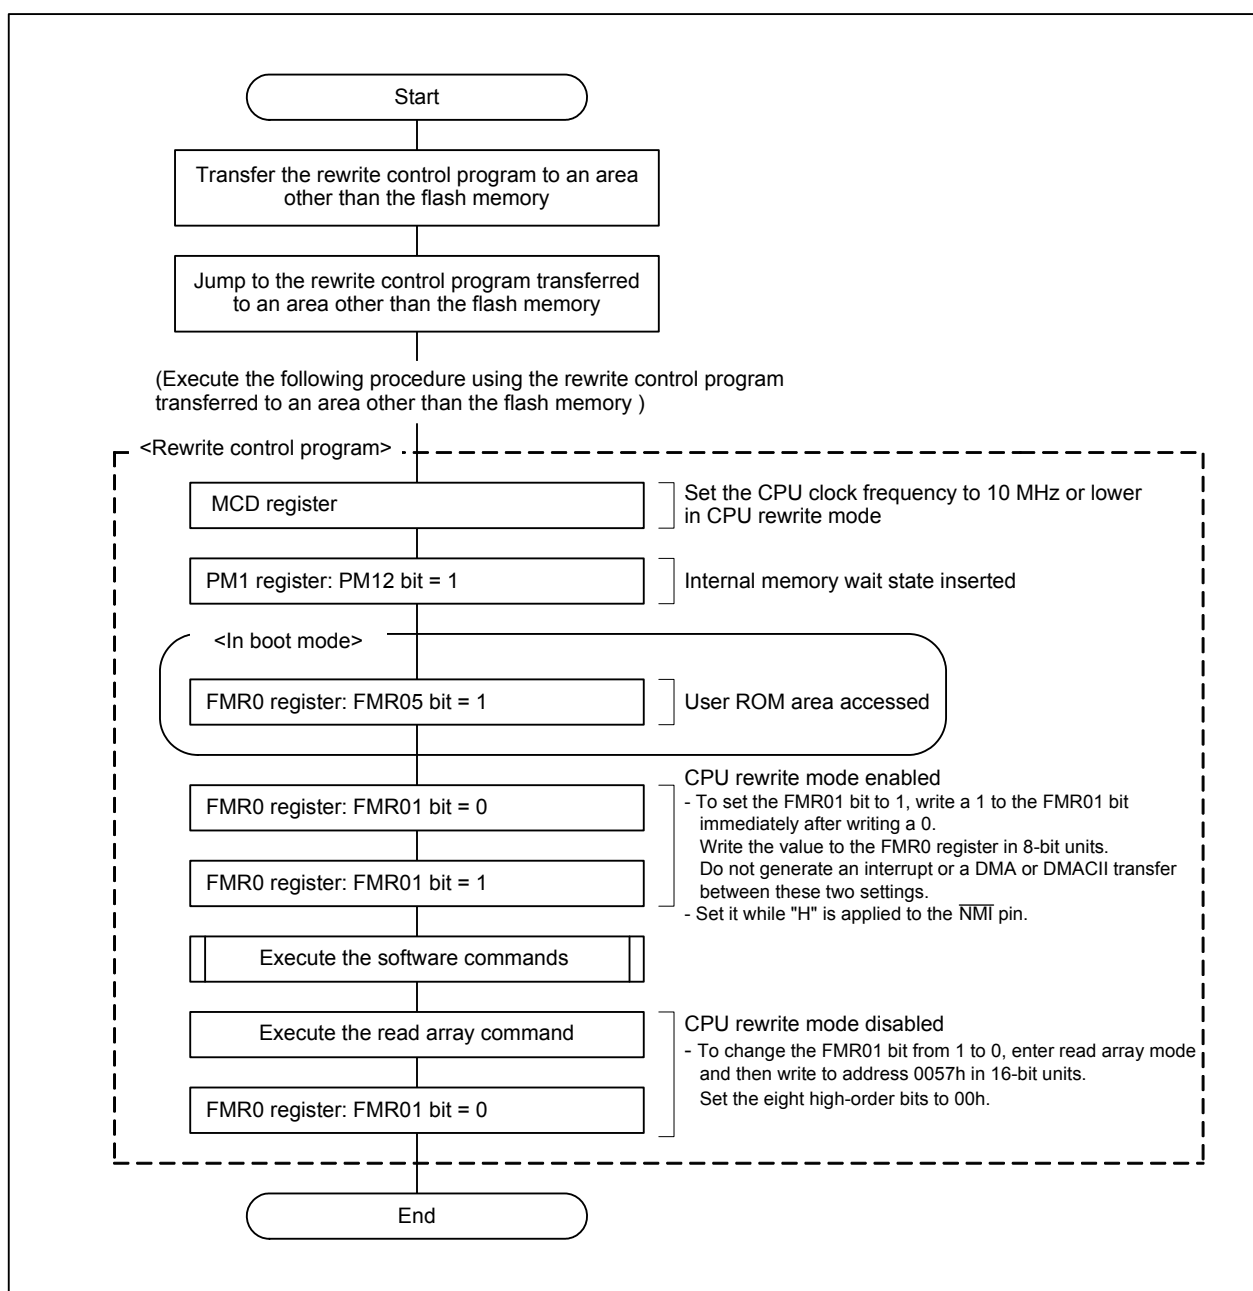 Start
Transfer the rewrite control program to an area
other than the flash memory
Jump to the rewrite control program transferred
to an area other than the flash memory
(Execute the following procedure using the rewrite control program
transferred to an area other than the flash memory )
<Rewrite control program>
MCD register
Set the CPU clock frequency to 10 MHz or lower
in CPU rewrite mode
PM1 register: PM12 bit = 1
Internal memory wait state inserted
<In boot mode>
FMR0 register: FMR05 bit = 1
User ROM area accessed
FMR0 register: FMR01 bit = 0
FMR0 register: FMR01 bit = 1
CPU rewrite mode enabled
- To set the FMR01 bit to 1, write a 1 to the FMR01 bit
immediately after writing a 0.
Write the value to the FMR0 register in 8-bit units.
Do not generate an interrupt or a DMA or DMACII transfer
between these two settings.
- Set it while "H" is applied to the N̅M̅I̅ pin.
Execute the software commands
Execute the read array command
FMR0 register: FMR01 bit = 0
CPU rewrite mode disabled
- To change the FMR01 bit from 1 to 0, enter read array mode
and then write to address 0057h in 16-bit units.
Set the eight high-order bits to 00h.
End